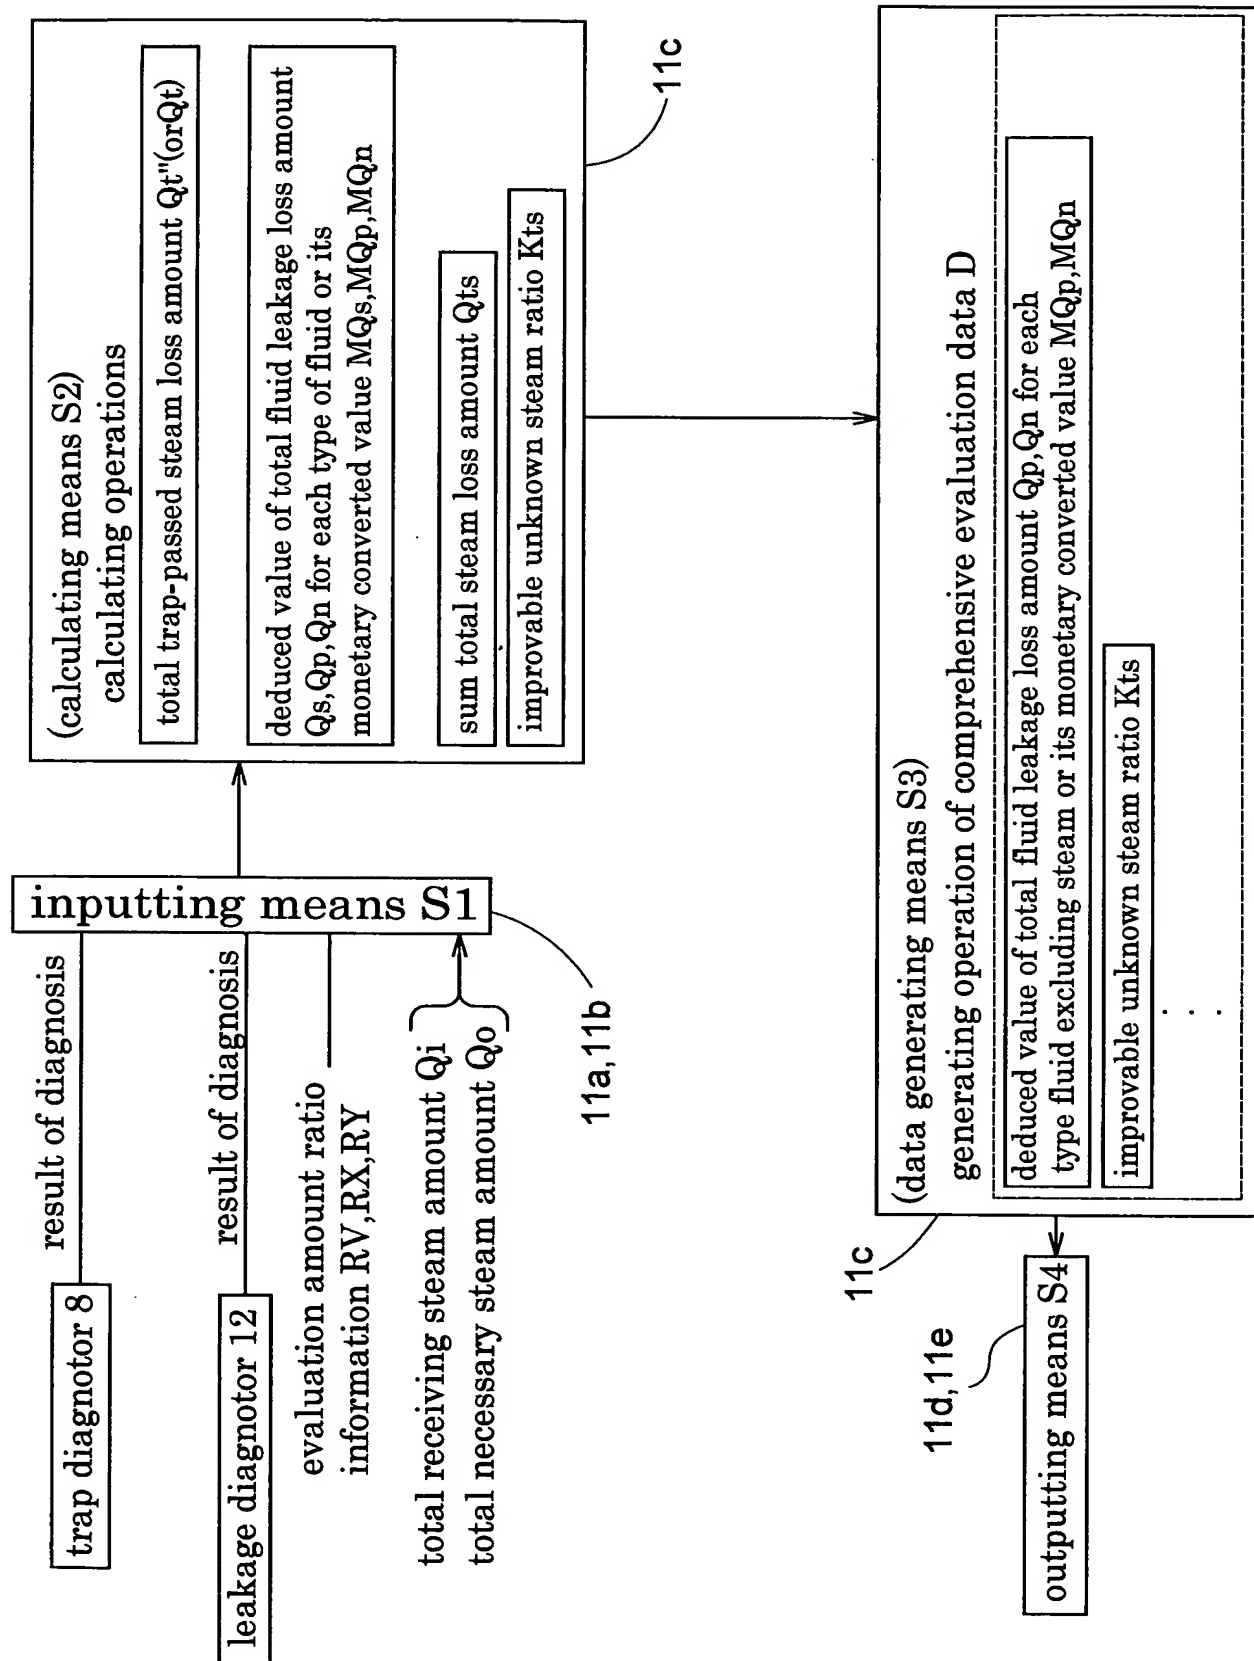 trap diagnotor 8
result of diagnosis
leakage diagnotor 12
result of diagnosis
evaluation amount ratio
information RV,RX,RY
total receiving steam amount Qi
total necessary steam amount Qo
inputting means S1
11a,11b
(calculating means S2)
calculating operations
total trap-passed steam loss amount Qt"(orQt)
deduced value of total fluid leakage loss amount
Qs,Qp,Qn for each type of fluid or its
monetary converted value MQs,MQp,MQn
sum total steam loss amount Qts
improvable unknown steam ratio Kts
11c
(data generating means S3)
generating operation of comprehensive evaluation data D
deduced value of total fluid leakage loss amount Qp,Qn for each
type fluid excluding steam or its monetary converted value MQp,MQn
improvable unknown steam ratio Kts
. . .
11c
outputting means S4
11d,11e